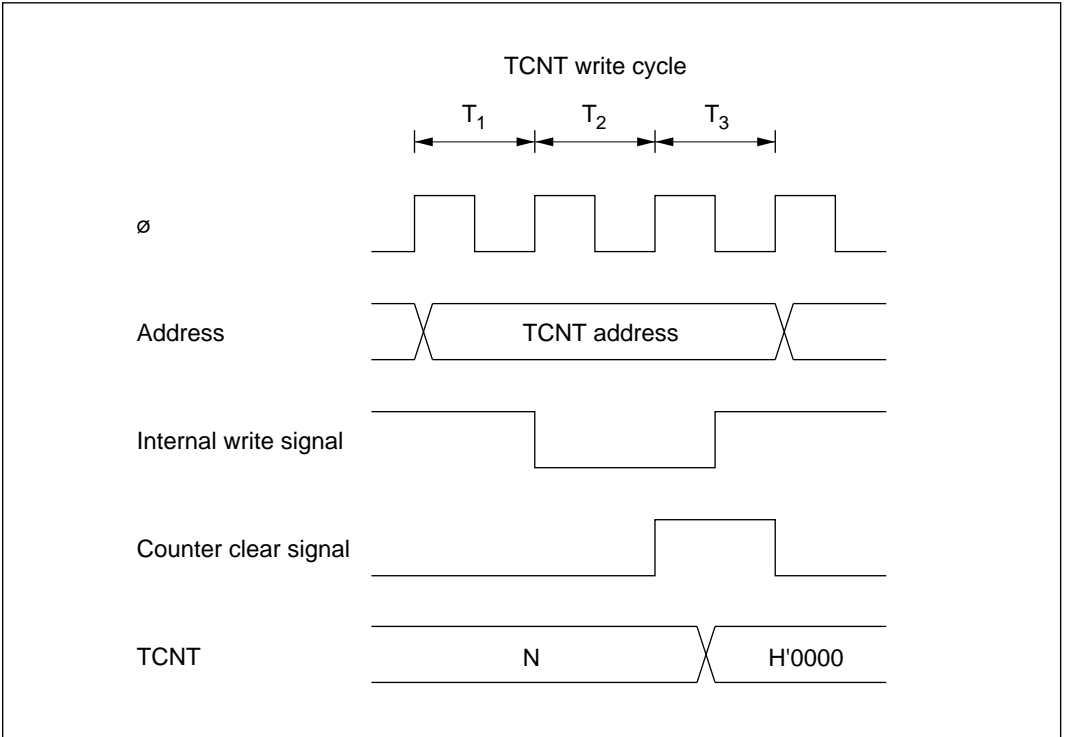 TCNT write cycle
T1 T2 T3
ø
Address
TCNT address
Internal write signal
Counter clear signal
TCNT
N
H'0000